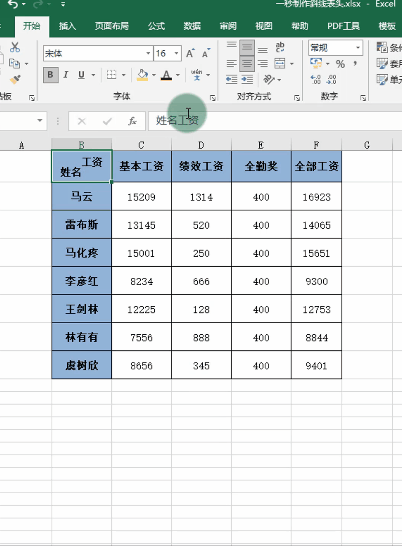 一秒制作斜线表头.xlsx - Excel
开始 插入 页面布局 公式 数据 审阅 视图 帮助 PDF工具 模板
宋体 16 A A 常规 条件
B I U A wén % 套用
单元
贴板 字体 对齐方式 数字
fx 姓名工资
A B C D E F G
工资
姓名 基本工资 绩效工资 全勤奖 全部工资
马云 15209 1314 400 16923
雷布斯 13145 520 400 14065
马化疼 15001 250 400 15651
李彦红 8234 666 400 9300
王剑林 12225 128 400 12753
林有有 7556 888 400 8844
虞树欣 8656 345 400 9401